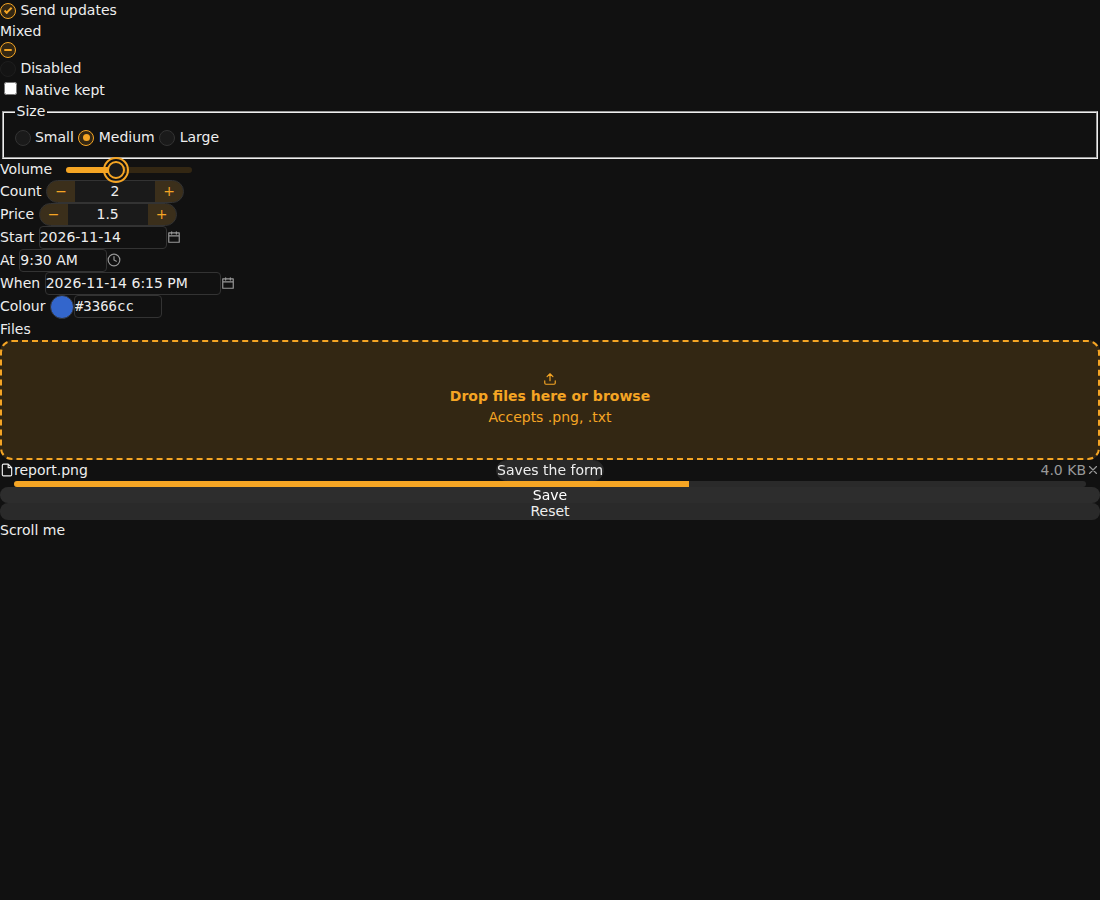 Send updates
Mixed
Disabled
Native kept
Size
Small Medium Large
Volume
Count − 2 +
Price − 1.5 +
Start 2026-11-14
At 9:30 AM
When 2026-11-14 6:15 PM
Colour #3366cc
Files
Drop files here or browse
Accepts .png, .txt
report.png Saves the form 4.0 KB
Save
Reset
Scroll me